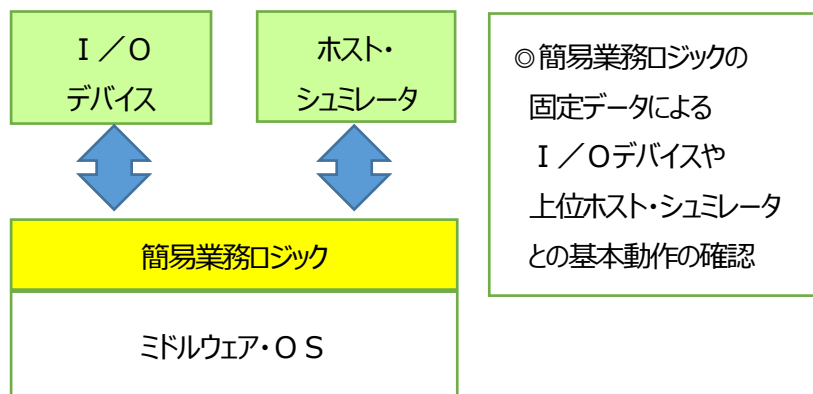 Ｉ／Ｏ
デバイス
ホスト・
シュミレータ
◎簡易業務ロジックの
固定データによる
Ｉ／Ｏデバイスや
上位ホスト・シュミレータ
との基本動作の確認
簡易業務ロジック
ミドルウェア・ＯＳ